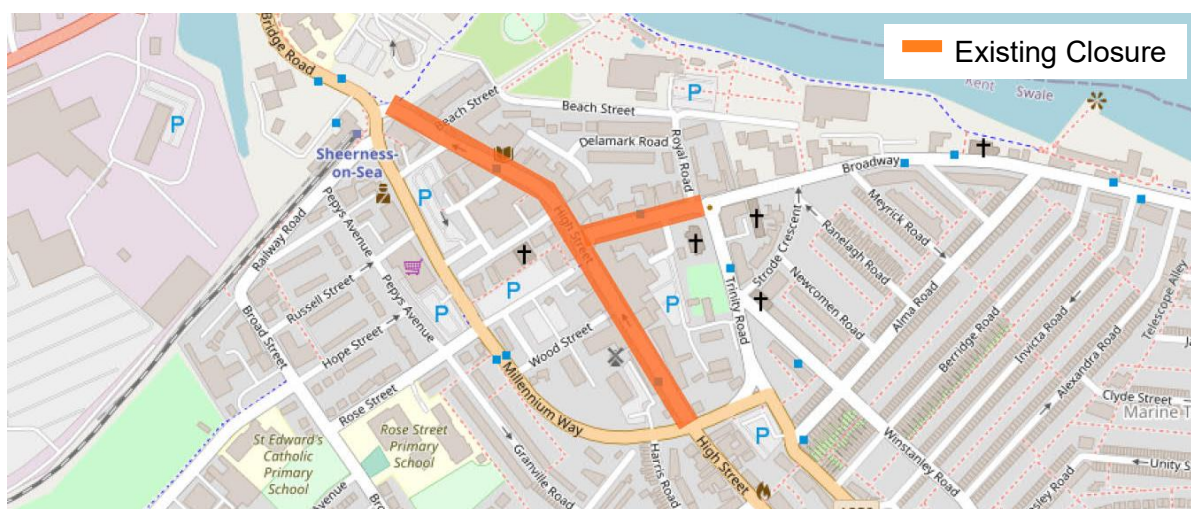 Existing Closure
Bridge Road
P
Beach Street
Beach Street
P
Kent
Swale
P
Delamark Road
Royal Road
Broadway
Sheerness-
on-Sea
Pepys Avenue
P
High Street
Meyrick Road
Strode Crescent
Ranelagh Road
Railway Road
Russell Street
Pepys Avenue
P
P
P
Trinity Road
Newcomen Road
Alma Road
Telescope Alley
Broad Street
Hope Street
Wood Street
Berridge Road
Invicta Road
Alexandra Road
Rose Street
Millennium Way
Clyde Street
P
High Street
St Edward's
Catholic
Primary
School
Rose Street
Primary
School
Granville Road
Harris Road
Winstanley Road
Unity S